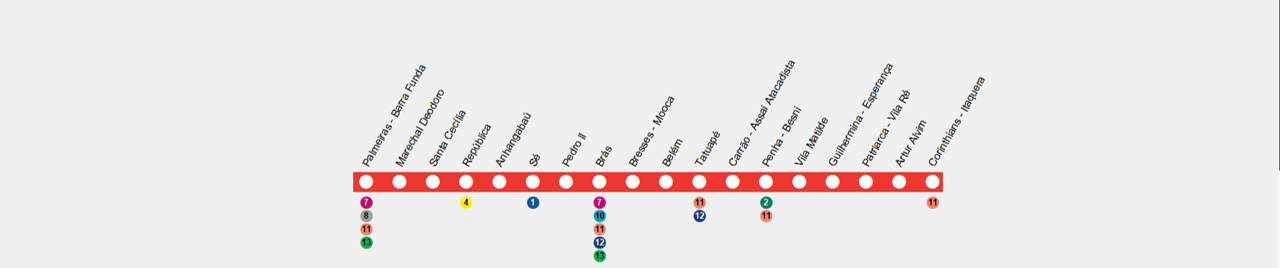 Palmeiras - Barra Funda
Marechal Deodoro
Santa Cecília
República
Anhangabaú
Sé
Pedro II
Brás
Bresses - Mooca
Belém
Tatuapé
Carrão - Assaí Atacadista
Penha - Besni
Vila Matilde
Guilhermina - Esperança
Patriarca - Vila Ré
Artur Alvim
Corinthians - Itaquera
7
8
11
13
4
1
7
10
11
12
13
11
12
2
11
11